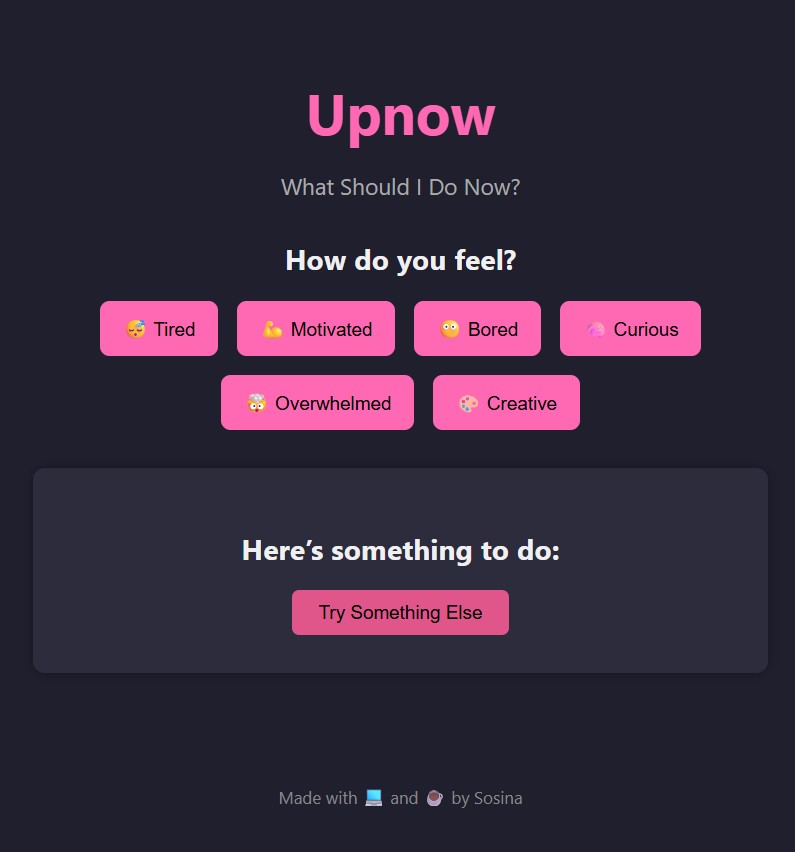 Upnow
What Should I Do Now?
How do you feel?
😴 Tired
💪 Motivated
🙄 Bored
🧠 Curious
🤯 Overwhelmed
🎨 Creative
Here’s something to do:
Try Something Else
Made with 💻 and ☕ by Sosina